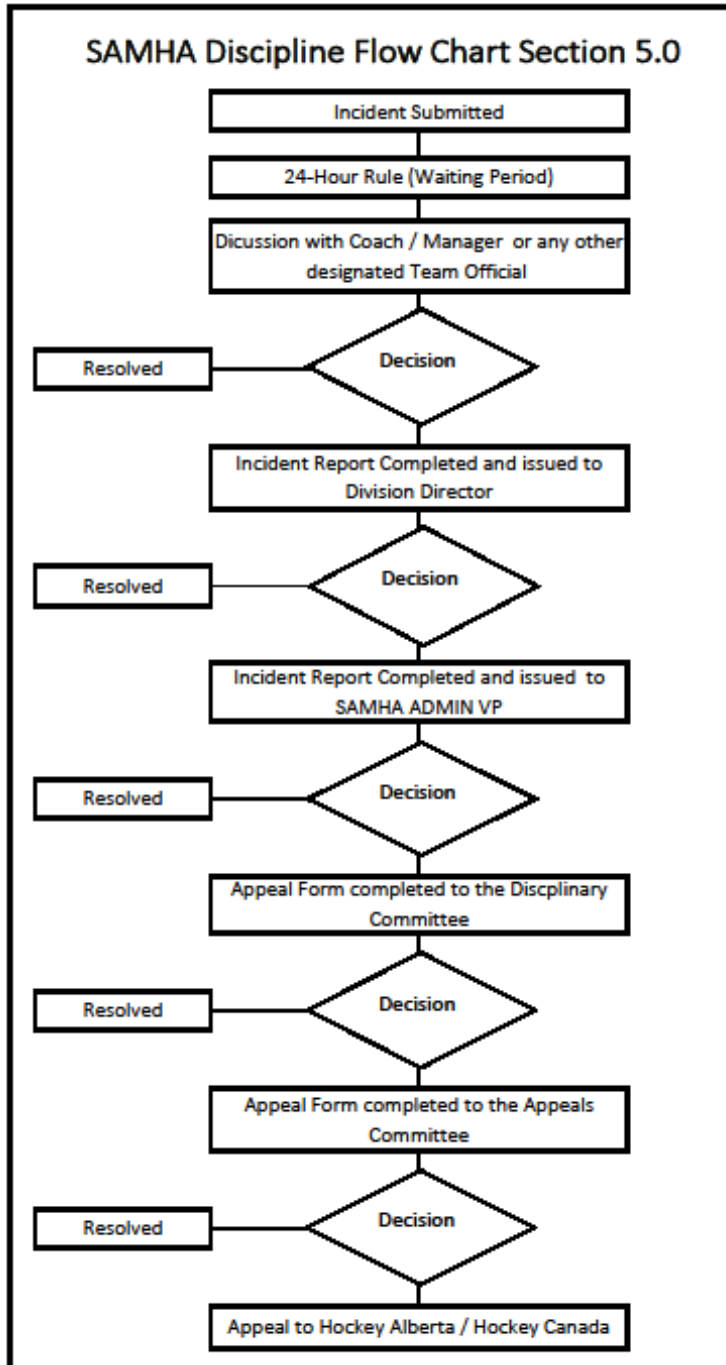 SAMHA Discipline Flow Chart Section 5.0
Incident Submitted
24-Hour Rule (Waiting Period)
Dicussion with Coach / Manager or any other
designated Team Official
Decision
Resolved
Incident Report Completed and issued to
Division Director
Decision
Resolved
Incident Report Completed and issued to
SAMHA ADMIN VP
Decision
Resolved
Appeal Form completed to the Discplinary
Committee
Decision
Resolved
Appeal Form completed to the Appeals
Committee
Decision
Resolved
Appeal to Hockey Alberta / Hockey Canada